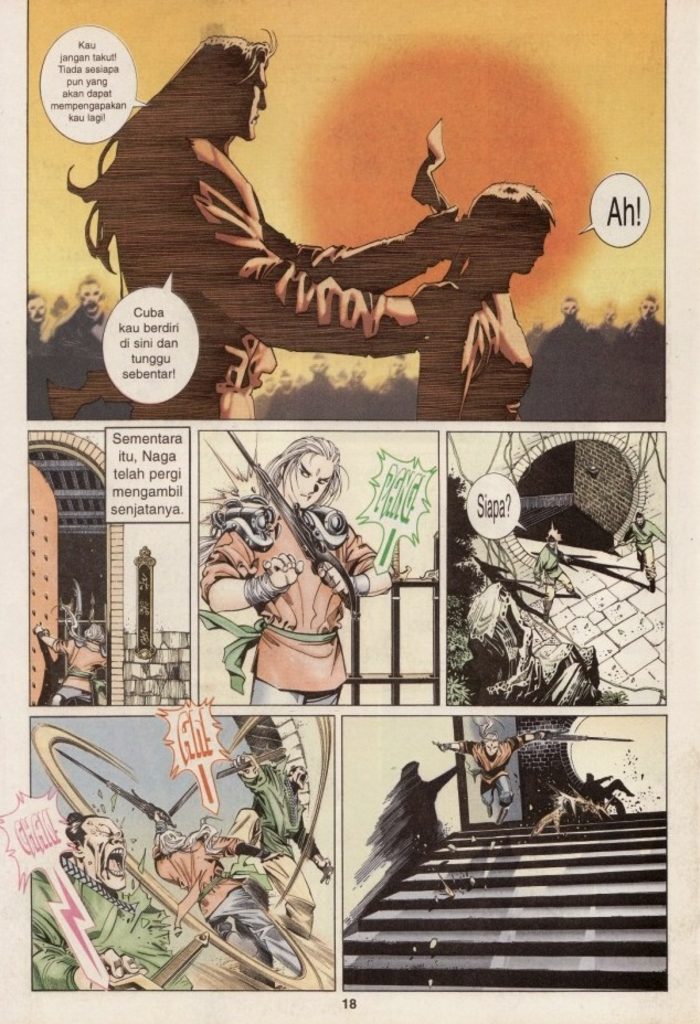 Kau
jangan takut!
Tiada sesiapa
pun yang
akan dapat
mempengapakan
kau lagi!
Ah!
Cuba
kau berdiri
di sini dan
tunggu
sebentar!
Sementara
itu, Naga
telah pergi
mengambil
senjatanya.
Siapa?
18